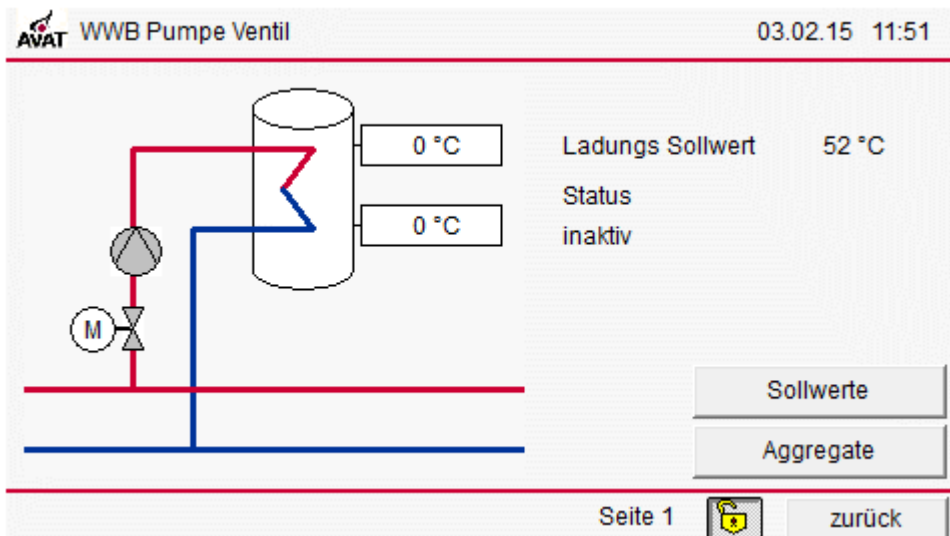 AVAT WWB Pumpe Ventil 03.02.15 11:51
0 °C
Ladungs Sollwert 52 °C
Status
0 °C
inaktiv
M
Sollwerte
Aggregate
Seite 1 zurück